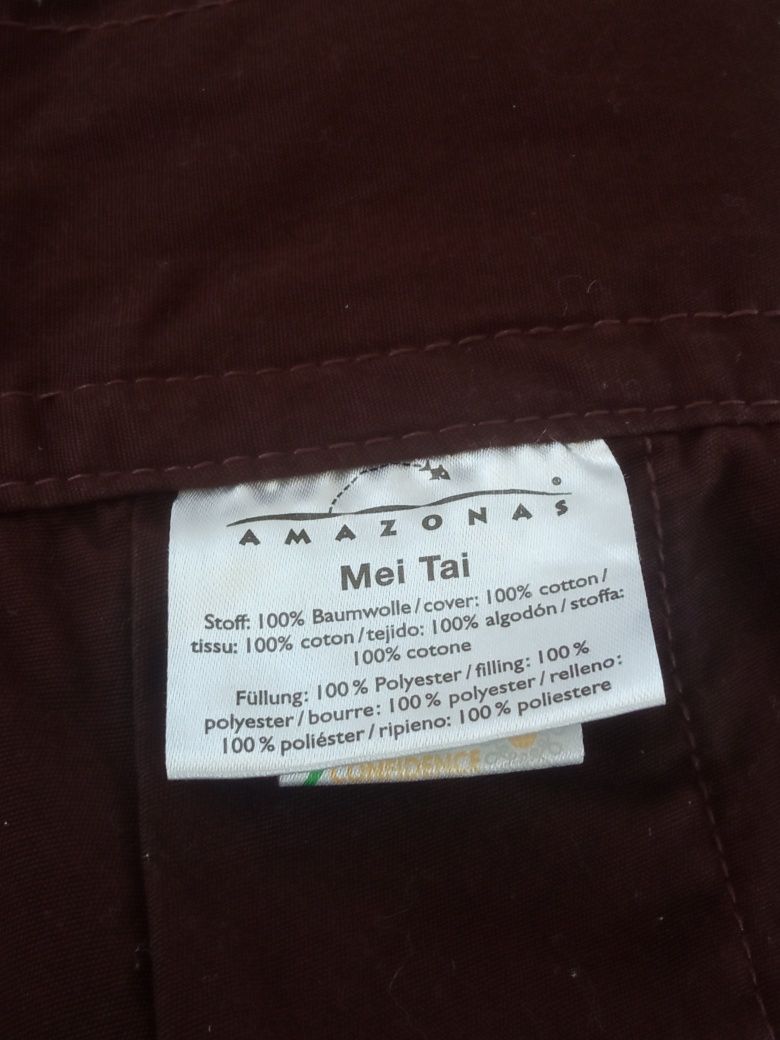 AMAZONAS®
Mei Tai
Stoff: 100% Baumwolle / cover: 100% cotton /
tissu: 100% coton / tejido: 100% algodón / stoffa:
100% cotone
Füllung: 100 % Polyester / filling: 100 %
polyester / bourre: 100 % polyester / relleno:
100 % poliéster / ripieno: 100 % poliestere
CONFIDENCE